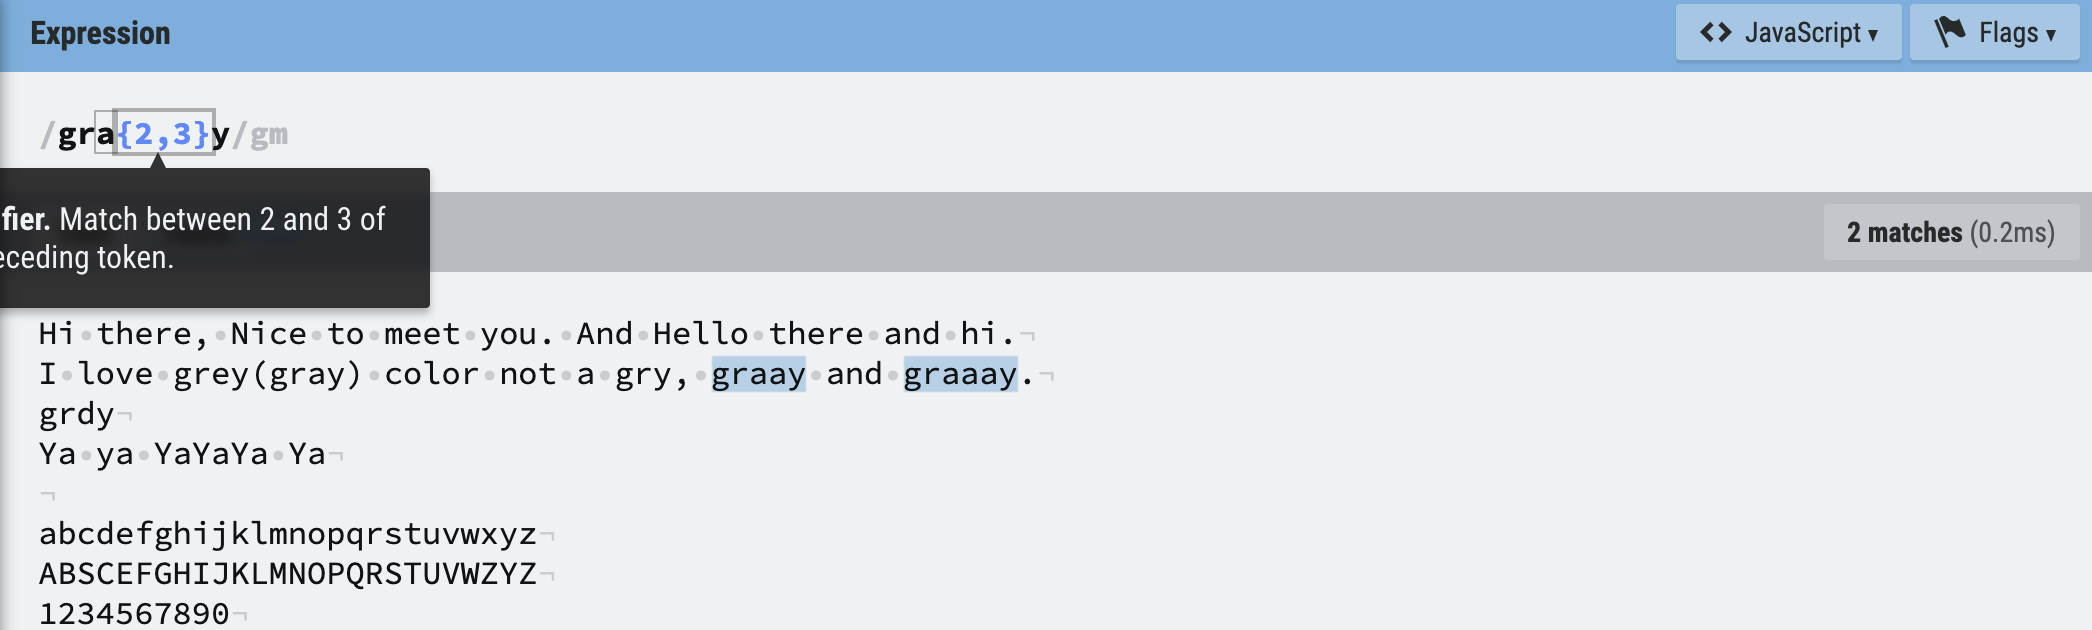 Expression
JavaScript ▾
Flags ▾
/gra{2,3}y/gm
fier. Match between 2 and 3 of
eceding token.
2 matches (0.2ms)
Hi there, Nice to meet you. And Hello there and hi.
I love grey(gray) color not a gry, graay and graaay.
grdy
Ya ya YaYaYa Ya
abcdefghijklmnopqrstuvwxyz
ABSCEFGHIJKLMNOPQRSTUVWZYZ
1234567890